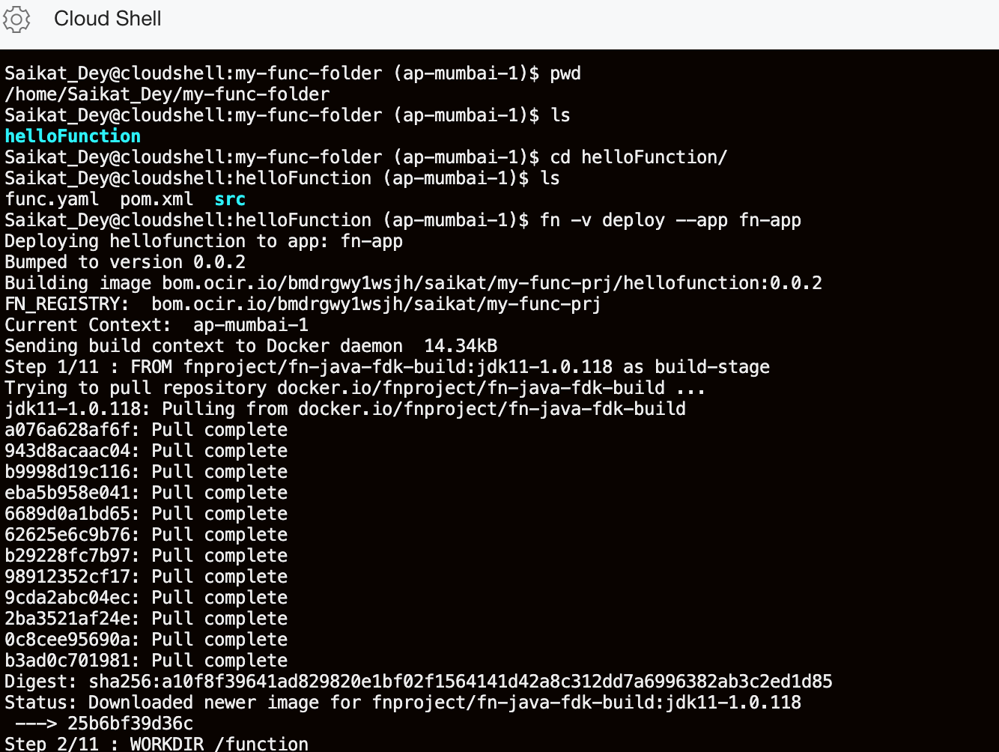 Cloud Shell
Saikat_Dey@cloudshell:my-func-folder (ap-mumbai-1)$ pwd
/home/Saikat_Dey/my-func-folder
Saikat_Dey@cloudshell:my-func-folder (ap-mumbai-1)$ ls
helloFunction
Saikat_Dey@cloudshell:my-func-folder (ap-mumbai-1)$ cd helloFunction/
Saikat_Dey@cloudshell:helloFunction (ap-mumbai-1)$ ls
func.yaml  pom.xml  src
Saikat_Dey@cloudshell:helloFunction (ap-mumbai-1)$ fn -v deploy --app fn-app
Deploying hellofunction to app: fn-app
Bumped to version 0.0.2
Building image bom.ocir.io/bmdrgwy1wsjh/saikat/my-func-prj/hellofunction:0.0.2
FN_REGISTRY:  bom.ocir.io/bmdrgwy1wsjh/saikat/my-func-prj
Current Context:  ap-mumbai-1
Sending build context to Docker daemon  14.34kB
Step 1/11 : FROM fnproject/fn-java-fdk-build:jdk11-1.0.118 as build-stage
Trying to pull repository docker.io/fnproject/fn-java-fdk-build ...
jdk11-1.0.118: Pulling from docker.io/fnproject/fn-java-fdk-build
a076a628af6f: Pull complete
943d8acaac04: Pull complete
b9998d19c116: Pull complete
eba5b958e041: Pull complete
6689d0a1bd65: Pull complete
62625e6c9b76: Pull complete
b29228fc7b97: Pull complete
98912352cf17: Pull complete
9cda2abc04ec: Pull complete
2ba3521af24e: Pull complete
0c8cee95690a: Pull complete
b3ad0c701981: Pull complete
Digest: sha256:a10f8f39641ad829820e1bf02f1564141d42a8c312dd7a6996382ab3c2ed1d85
Status: Downloaded newer image for fnproject/fn-java-fdk-build:jdk11-1.0.118
 ---> 25b6bf39d36c
Step 2/11 : WORKDIR /function